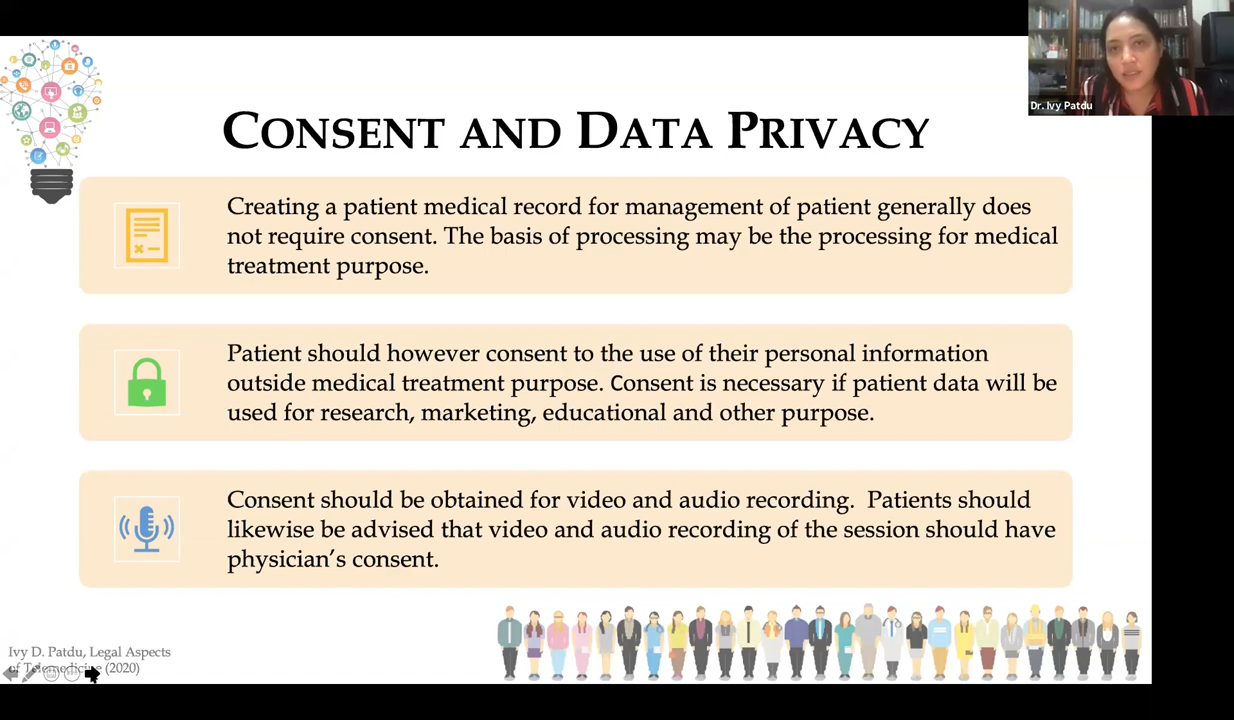 Dr. Ivy Patdu
CONSENT AND DATA PRIVACY
Creating a patient medical record for management of patient generally does
not require consent. The basis of processing may be the processing for medical
treatment purpose.
Patient should however consent to the use of their personal information
outside medical treatment purpose. Consent is necessary if patient data will be
used for research, marketing, educational and other purpose.
Consent should be obtained for video and audio recording.  Patients should
likewise be advised that video and audio recording of the session should have
physician's consent.
Ivy D. Patdu, Legal Aspects
of Telemedicine (2020)